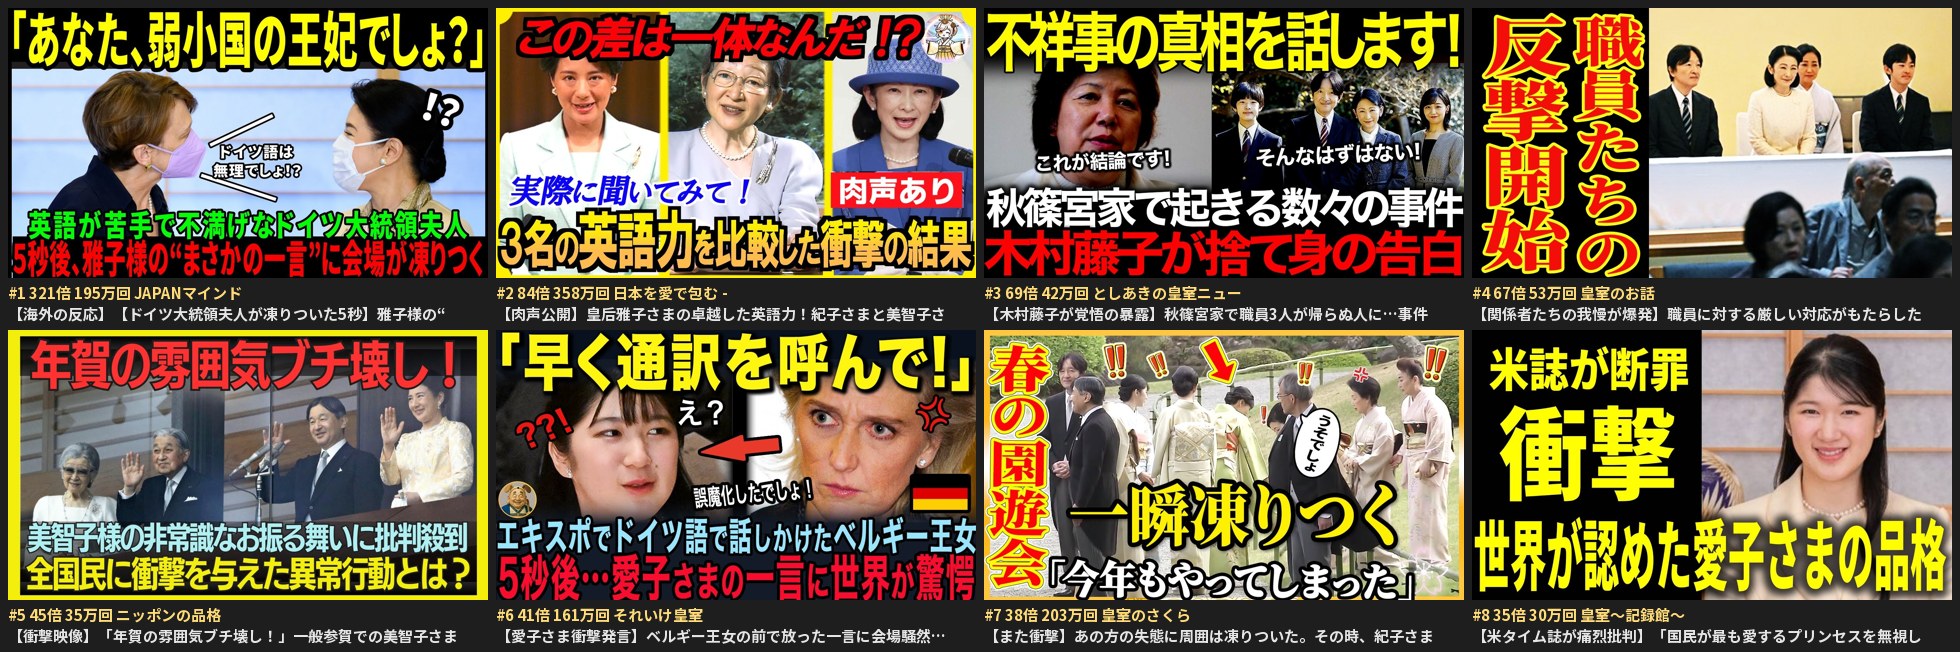 「あなた、弱小国の王妃でしょ?」
!?
ドイツ語は
無理でしょ!?
英語が苦手で不満げなドイツ大統領夫人
5秒後、雅子様の“まさかの一言”に会場が凍りつく
#1 321倍 195万回 JAPANマインド
【海外の反応】【ドイツ大統領夫人が凍りついた5秒】雅子様の“
この差は一体なんだ!?
実際に聞いてみて!
肉声あり
3名の英語力を比較した衝撃の結果
#2 84倍 358万回 日本を愛で包む -
【肉声公開】皇后雅子さまの卓越した英語力！紀子さまと美智子さ
不祥事の真相を話します!
これが結論です!
そんなはずはない!
秋篠宮家で起きる数々の事件
木村藤子が捨て身の告白
#3 69倍 42万回 としあきの皇室ニュー
【木村藤子が覚悟の暴露】秋篠宮家で職員3人が帰らぬ人に…事件
職員たちの
反撃開始
#4 67倍 53万回 皇室のお話
【関係者たちの我慢が爆発】職員に対する厳しい対応がもたらした
年賀の雰囲気ブチ壊し！
美智子様の非常識なお振る舞いに批判殺到
全国民に衝撃を与えた異常行動とは？
#5 45倍 35万回 ニッポンの品格
【衝撃映像】「年賀の雰囲気ブチ壊し！」一般参賀での美智子さま
「早く通訳を呼んで!」
??!
え？
誤魔化したでしょ！
エキスポでドイツ語で話しかけたベルギー王女
5秒後…愛子さまの一言に世界が驚愕
#6 41倍 161万回 それいけ皇室
【愛子さま衝撃発言】ベルギー王女の前で放った一言に会場騒然…
春の園遊会
!!
!!
!!
!!
うそでしょ
一瞬凍りつく
「今年もやってしまった」
#7 38倍 203万回 皇室のさくら
【また衝撃】あの方の失態に周囲は凍りついた。その時、紀子さま
米誌が断罪
衝撃
世界が認めた愛子さまの品格
#8 35倍 30万回 皇室～記録館～
【米タイム誌が痛烈批判】「国民が最も愛するプリンセスを無視し